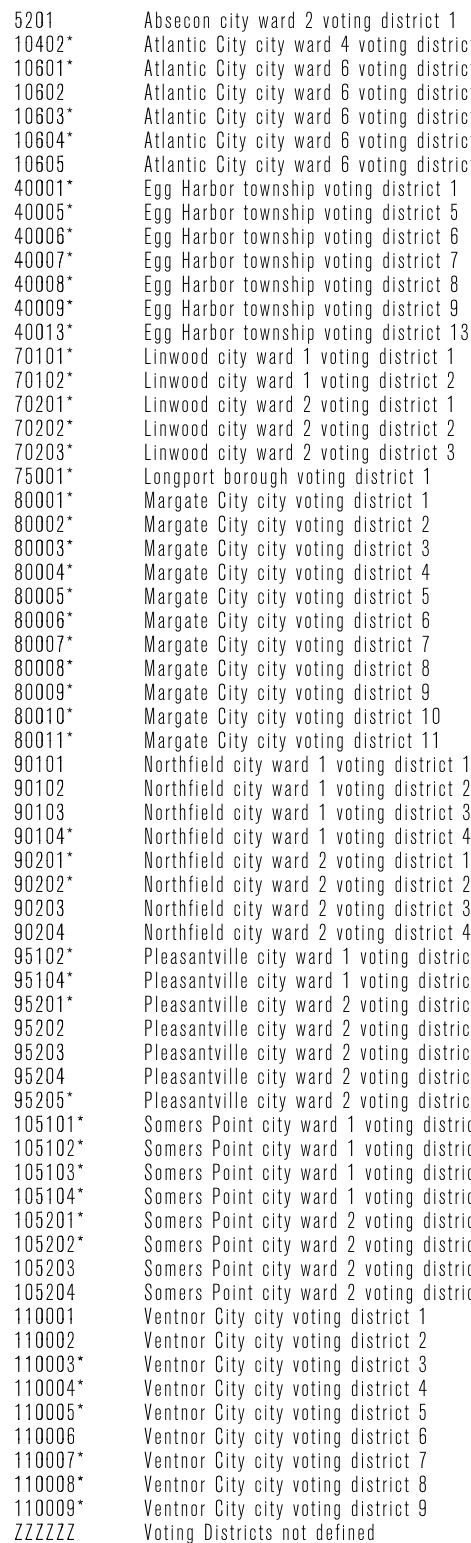 5201 Absecon city ward 2 voting district 1
10402* Atlantic City city ward 4 voting distric
10601* Atlantic City city ward 6 voting distric
10602 Atlantic City city ward 6 voting distric
10603* Atlantic City city ward 6 voting distric
10604* Atlantic City city ward 6 voting distric
10605 Atlantic City city ward 6 voting distric
40001* Egg Harbor township voting district 1
40005* Egg Harbor township voting district 5
40006* Egg Harbor township voting district 6
40007* Egg Harbor township voting district 7
40008* Egg Harbor township voting district 8
40009* Egg Harbor township voting district 9
40013* Egg Harbor township voting district 13
70101* Linwood city ward 1 voting district 1
70102* Linwood city ward 1 voting district 2
70201* Linwood city ward 2 voting district 1
70202* Linwood city ward 2 voting district 2
70203* Linwood city ward 2 voting district 3
75001* Longport borough voting district 1
80001* Margate City city voting district 1
80002* Margate City city voting district 2
80003* Margate City city voting district 3
80004* Margate City city voting district 4
80005* Margate City city voting district 5
80006* Margate City city voting district 6
80007* Margate City city voting district 7
80008* Margate City city voting district 8
80009* Margate City city voting district 9
80010* Margate City city voting district 10
80011* Margate City city voting district 11
90101 Northfield city ward 1 voting district 1
90102 Northfield city ward 1 voting district 2
90103 Northfield city ward 1 voting district 3
90104* Northfield city ward 1 voting district 4
90201* Northfield city ward 2 voting district 1
90202* Northfield city ward 2 voting district 2
90203 Northfield city ward 2 voting district 3
90204 Northfield city ward 2 voting district 4
95102* Pleasantville city ward 1 voting distric
95104* Pleasantville city ward 1 voting distric
95201* Pleasantville city ward 2 voting distric
95202 Pleasantville city ward 2 voting distric
95203 Pleasantville city ward 2 voting distric
95204 Pleasantville city ward 2 voting distric
95205* Pleasantville city ward 2 voting distric
105101* Somers Point city ward 1 voting distric
105102* Somers Point city ward 1 voting distric
105103* Somers Point city ward 1 voting distric
105104* Somers Point city ward 1 voting distric
105201* Somers Point city ward 2 voting distric
105202* Somers Point city ward 2 voting distric
105203 Somers Point city ward 2 voting distric
105204 Somers Point city ward 2 voting distric
110001 Ventnor City city voting district 1
110002 Ventnor City city voting district 2
110003* Ventnor City city voting district 3
110004* Ventnor City city voting district 4
110005* Ventnor City city voting district 5
110006 Ventnor City city voting district 6
110007* Ventnor City city voting district 7
110008* Ventnor City city voting district 8
110009* Ventnor City city voting district 9
ZZZZZZ Voting Districts not defined